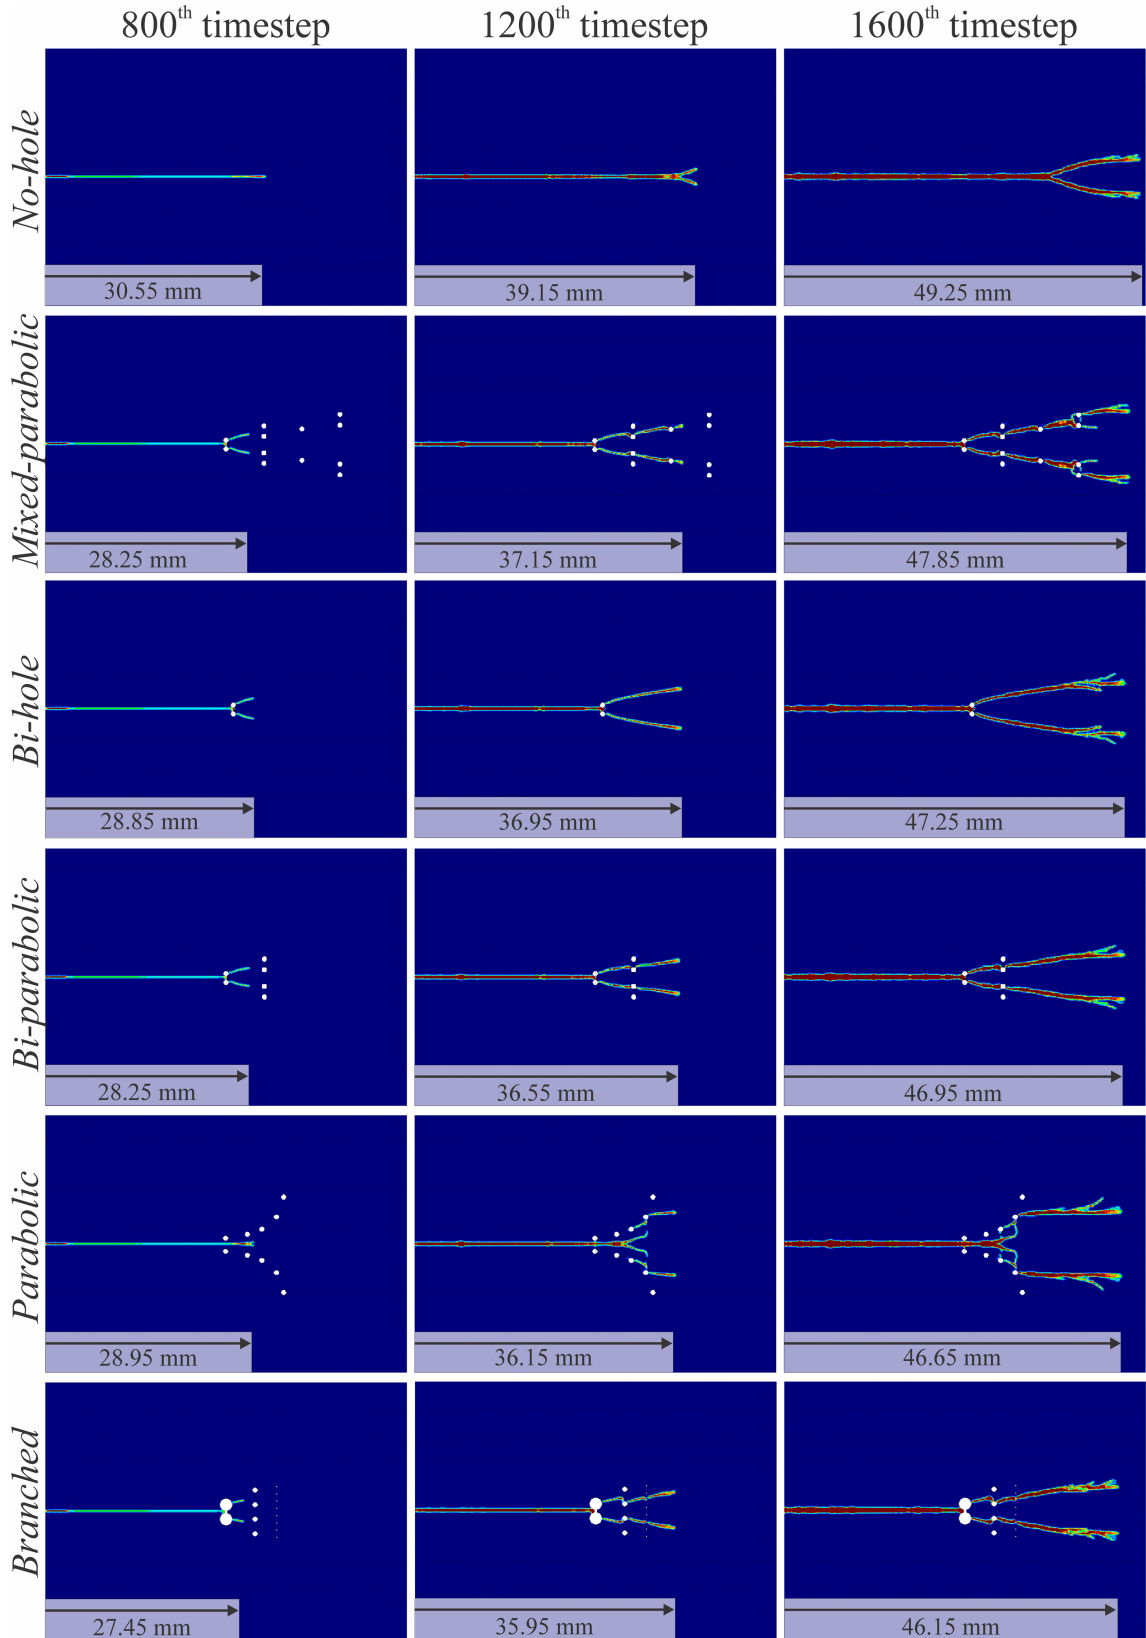 800th timestep 1200th timestep 1600th timestep
No-hole
30.55 mm 39.15 mm 49.25 mm
Mixed-parabolic
28.25 mm 37.15 mm 47.85 mm
Bi-hole
28.85 mm 36.95 mm 47.25 mm
Bi-parabolic
28.25 mm 36.55 mm 46.95 mm
Parabolic
28.95 mm 36.15 mm 46.65 mm
Branched
27.45 mm 35.95 mm 46.15 mm